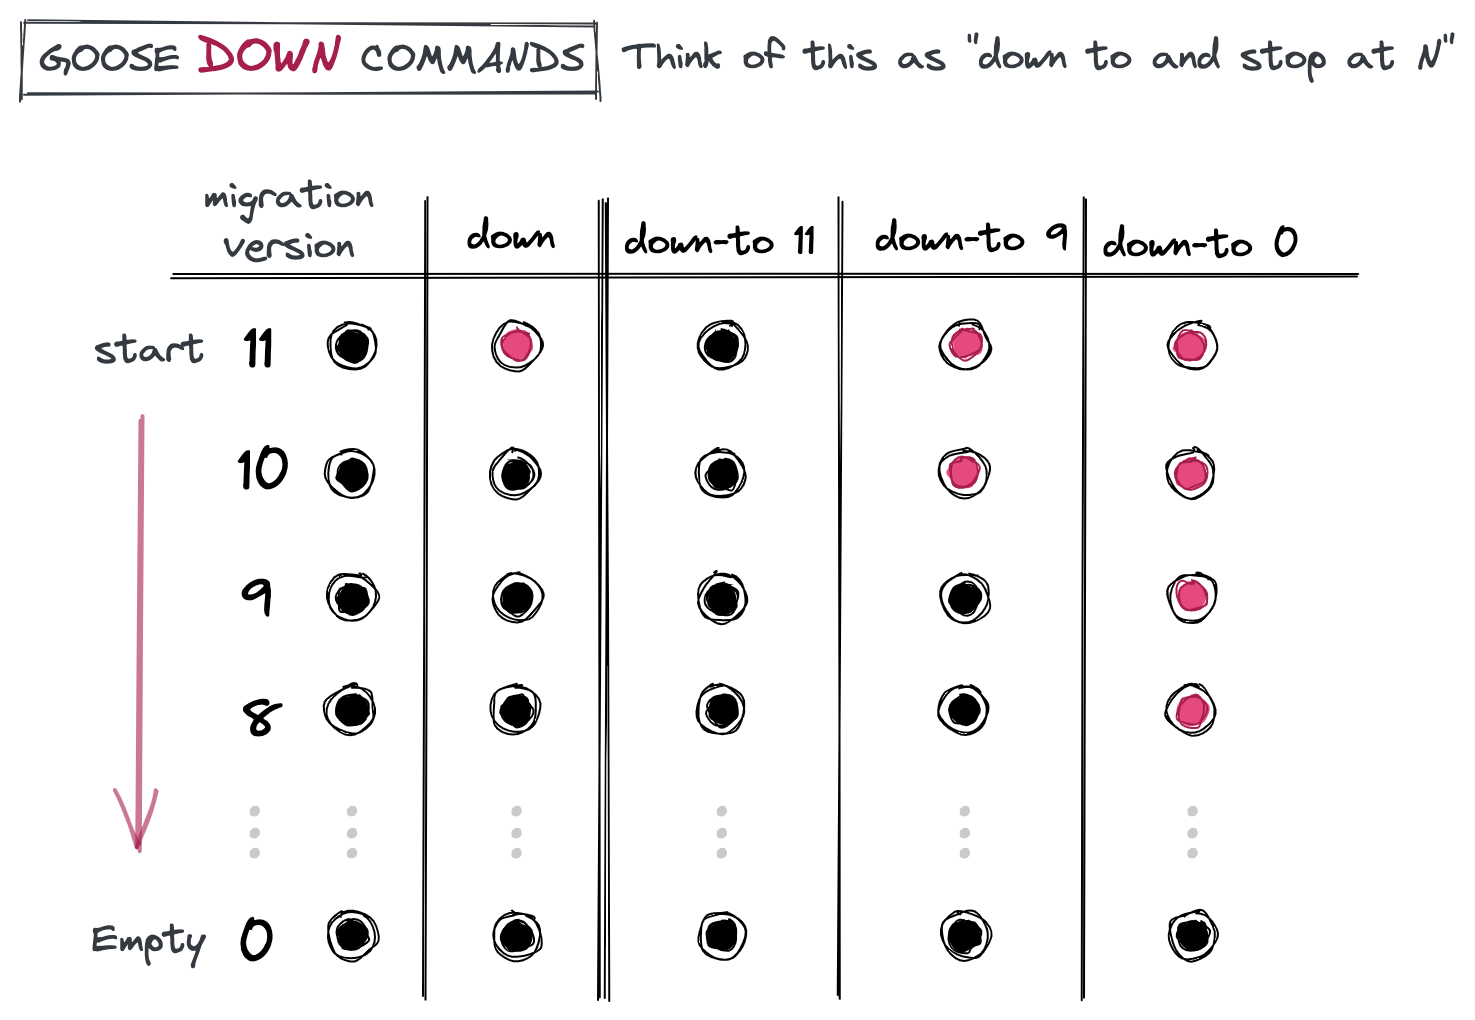 GOOSE DOWN COMMANDS Think of this as "down to and stop at N"
migration
version
down down-to 11 down-to 9 down-to 0
start 11
10
9
8
Empty 0